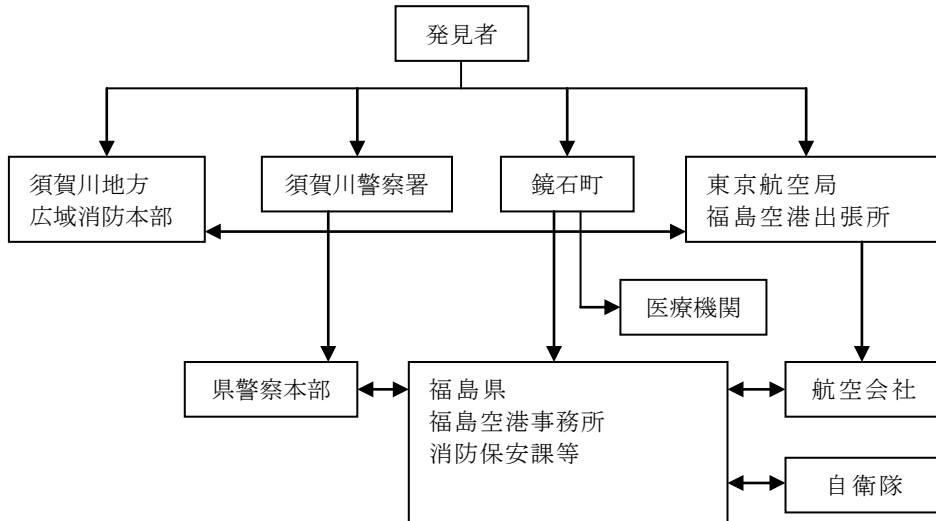 発見者
須賀川地方
広域消防本部
須賀川警察署
鏡石町
東京航空局
福島空港出張所
医療機関
県警察本部
福島県
福島空港事務所
消防保安課等
航空会社
自衛隊